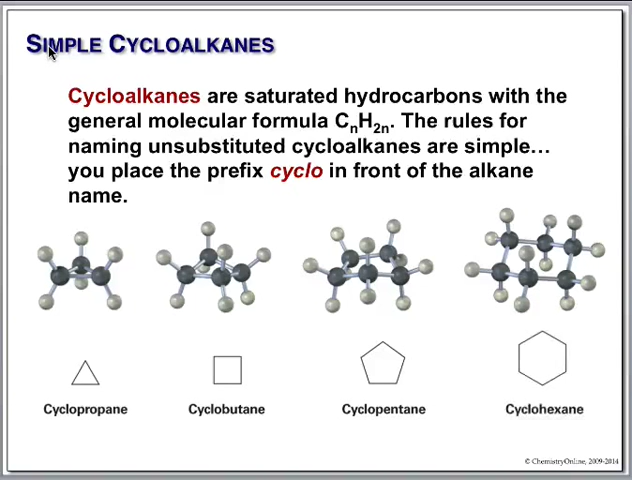 SIMPLE CYCLOALKANES
Cycloalkanes are saturated hydrocarbons with the
general molecular formula CnH2n. The rules for
naming unsubstituted cycloalkanes are simple…
you place the prefix cyclo in front of the alkane
name.
Cyclopropane Cyclobutane Cyclopentane Cyclohexane
© ChemistryOnline, 2009-2014